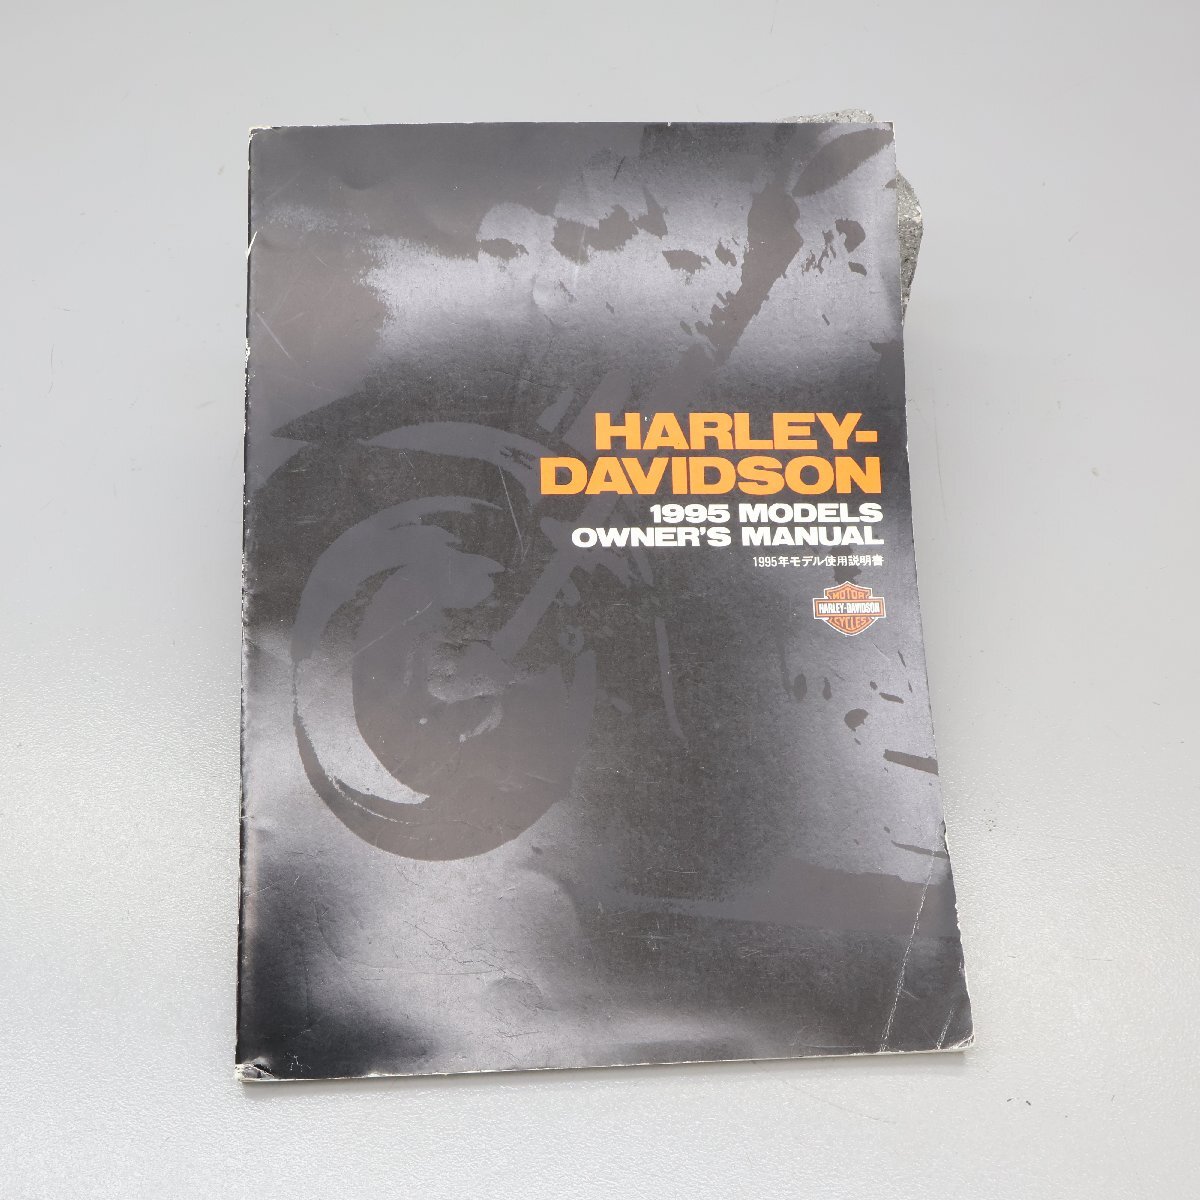 HARLEY-
DAVIDSON
1995 MODELS
OWNER'S MANUAL
1995年モデル使用説明書
MOTOR
HARLEY-DAVIDSON
CYCLES